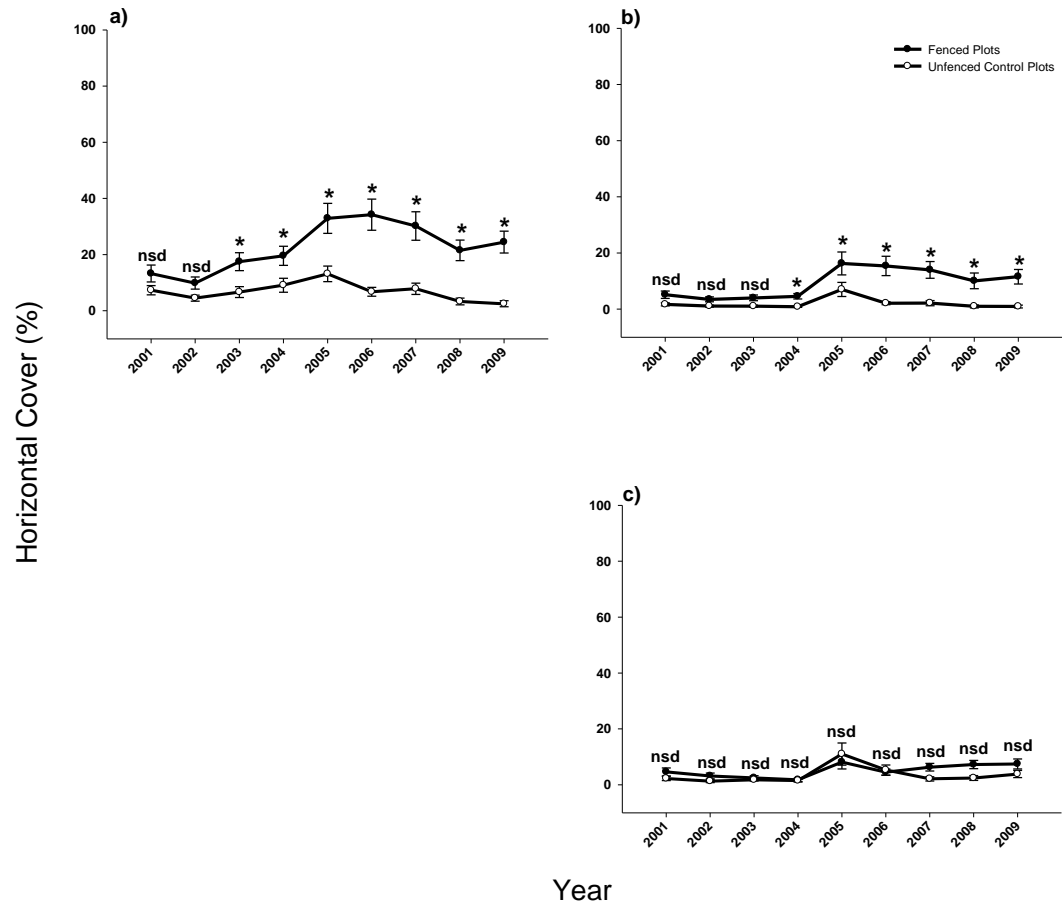 a)
100
80
60
40
20
0
nsd
nsd
*
*
*
*
*
*
*
2001
2002
2003
2004
2005
2006
2007
2008
2009
b)
Fenced Plots
Unfenced Control Plots
100
80
60
40
20
0
nsd
nsd
nsd
*
*
*
*
*
*
2001
2002
2003
2004
2005
2006
2007
2008
2009
Horizontal Cover (%)
c)
100
80
60
40
20
0
nsd
nsd
nsd
nsd
nsd
nsd
nsd
nsd
nsd
2001
2002
2003
2004
2005
2006
2007
2008
2009
Year